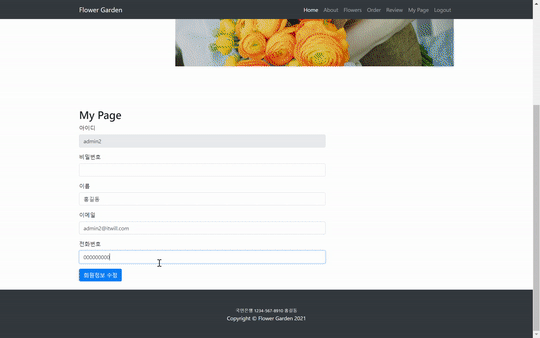 Flower Garden
Home About Flowers Order Review My Page Logout
My Page
아이디
admin2
비밀번호
이름
홍길동
이메일
admin2@itwill.com
전화번호
000000000
회원정보 수정
국민은행 1234-567-8910 홍길동
Copyright © Flower Garden 2021